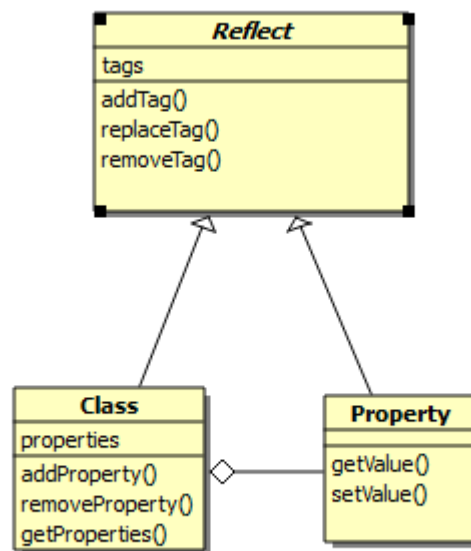 Reflect
tags
addTag()
replaceTag()
removeTag()
Class
properties
addProperty()
removeProperty()
getProperties()
Property
getValue()
setValue()